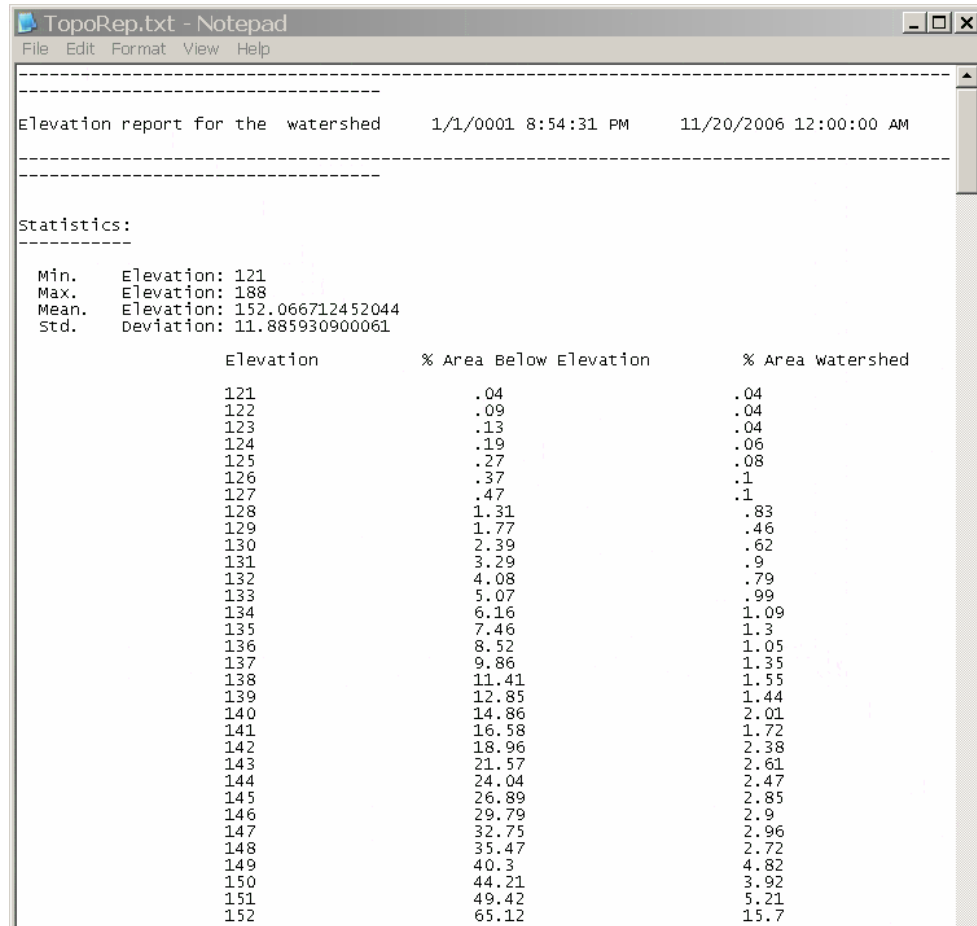 TopoRep.txt - Notepad
File Edit Format View Help
------------------------------------------------------------------------------------------
-----------------------------------
Elevation report for the watershed 1/1/0001 8:54:31 PM 11/20/2006 12:00:00 AM
------------------------------------------------------------------------------------------
-----------------------------------
Statistics:
-----------
Min. Elevation: 121
Max. Elevation: 188
Mean. Elevation: 152.066712452044
Std. Deviation: 11.885930900061
Elevation % Area Below Elevation % Area Watershed
121 .04 .04
122 .09 .04
123 .13 .04
124 .19 .06
125 .27 .08
126 .37 .1
127 .47 .1
128 1.31 .83
129 1.77 .46
130 2.39 .62
131 3.29 .9
132 4.08 .79
133 5.07 .99
134 6.16 1.09
135 7.46 1.3
136 8.52 1.05
137 9.86 1.35
138 11.41 1.55
139 12.85 1.44
140 14.86 2.01
141 16.58 1.72
142 18.96 2.38
143 21.57 2.61
144 24.04 2.47
145 26.89 2.85
146 29.79 2.9
147 32.75 2.96
148 35.47 2.72
149 40.3 4.82
150 44.21 3.92
151 49.42 5.21
152 65.12 15.7